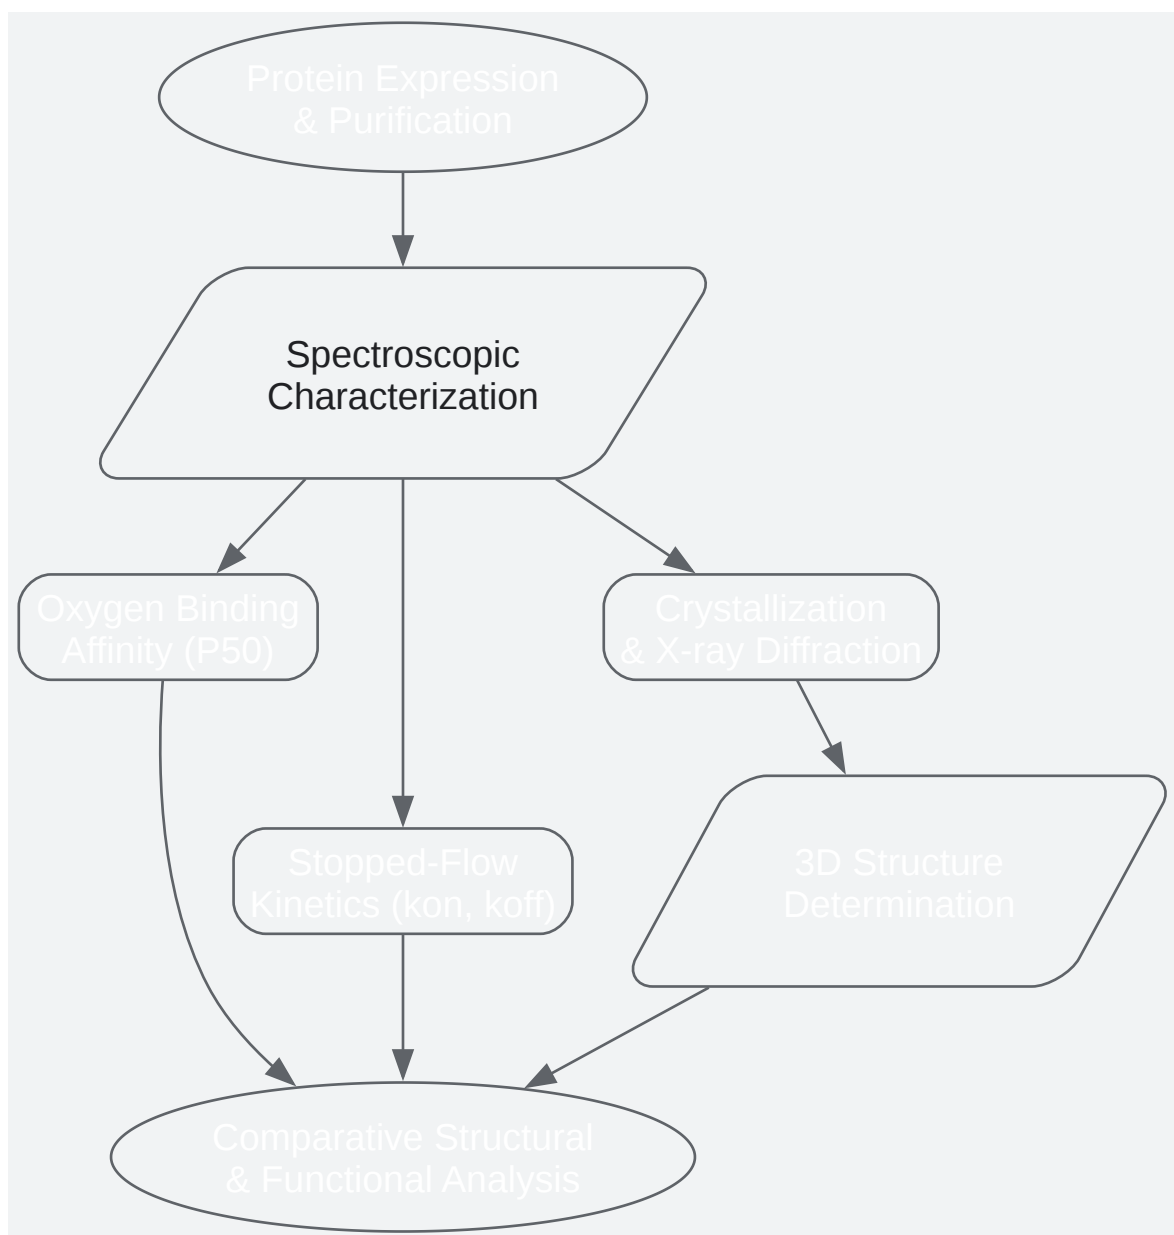 Protein Expression
& Purification
Spectroscopic
Characterization
Oxygen Binding
Affinity (P50)
Crystallization
& X-ray Diffraction
Stopped-Flow
Kinetics (kon, koff)
3D Structure
Determination
Comparative Structural
& Functional Analysis